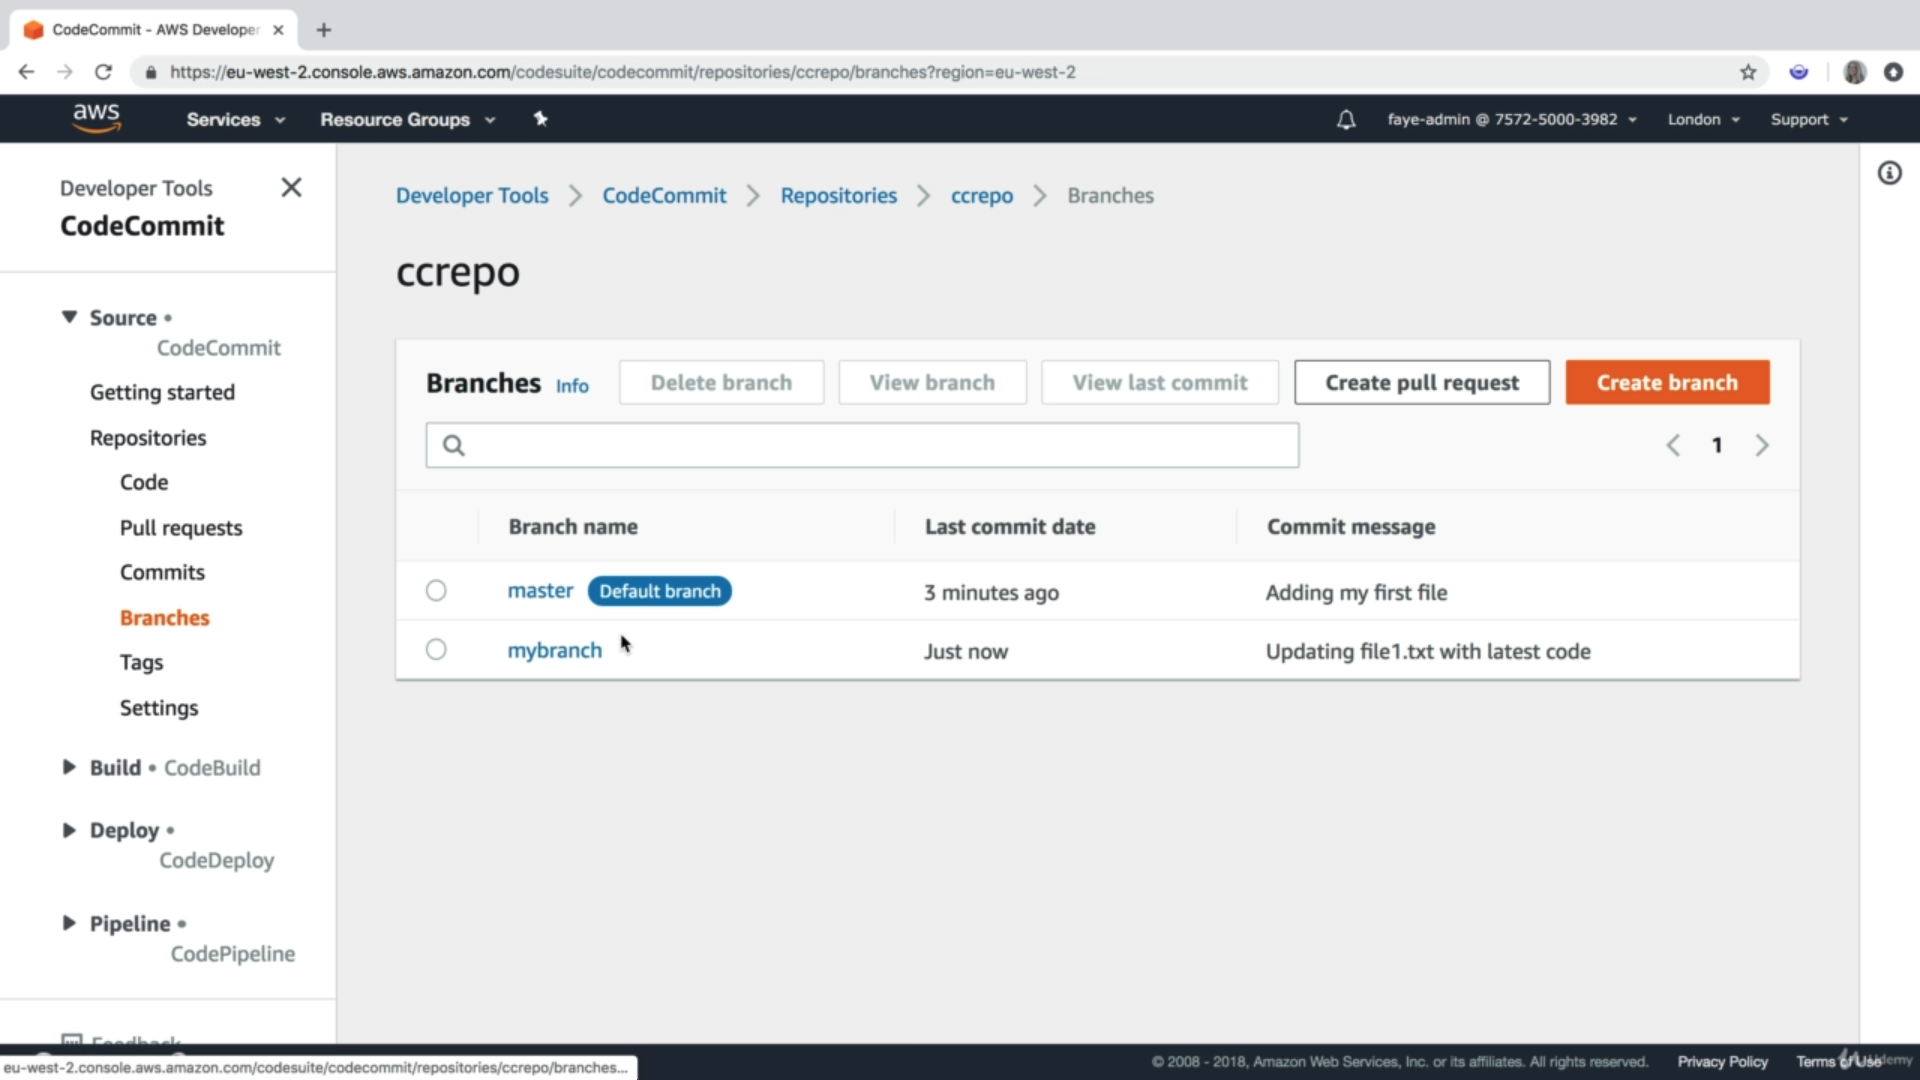 CodeCommit - AWS Developer
https://eu-west-2.console.aws.amazon.com/codesuite/codecommit/repositories/ccrepo/branches?region=eu-west-2
aws Services Resource Groups faye-admin @ 7572-5000-3982 London Support
Developer Tools
CodeCommit
Source •
CodeCommit
Getting started
Repositories
Code
Pull requests
Commits
Branches
Tags
Settings
Build • CodeBuild
Deploy •
CodeDeploy
Pipeline •
CodePipeline
Feedback
Developer Tools CodeCommit Repositories ccrepo Branches
ccrepo
Branches Info Delete branch View branch View last commit Create pull request Create branch
1
Branch name Last commit date Commit message
master Default branch 3 minutes ago Adding my first file
mybranch Just now Updating file1.txt with latest code
eu-west-2.console.aws.amazon.com/codesuite/codecommit/repositories/ccrepo/branches...
© 2008 - 2018, Amazon Web Services, Inc. or its affiliates. All rights reserved. Privacy Policy Terms of Use